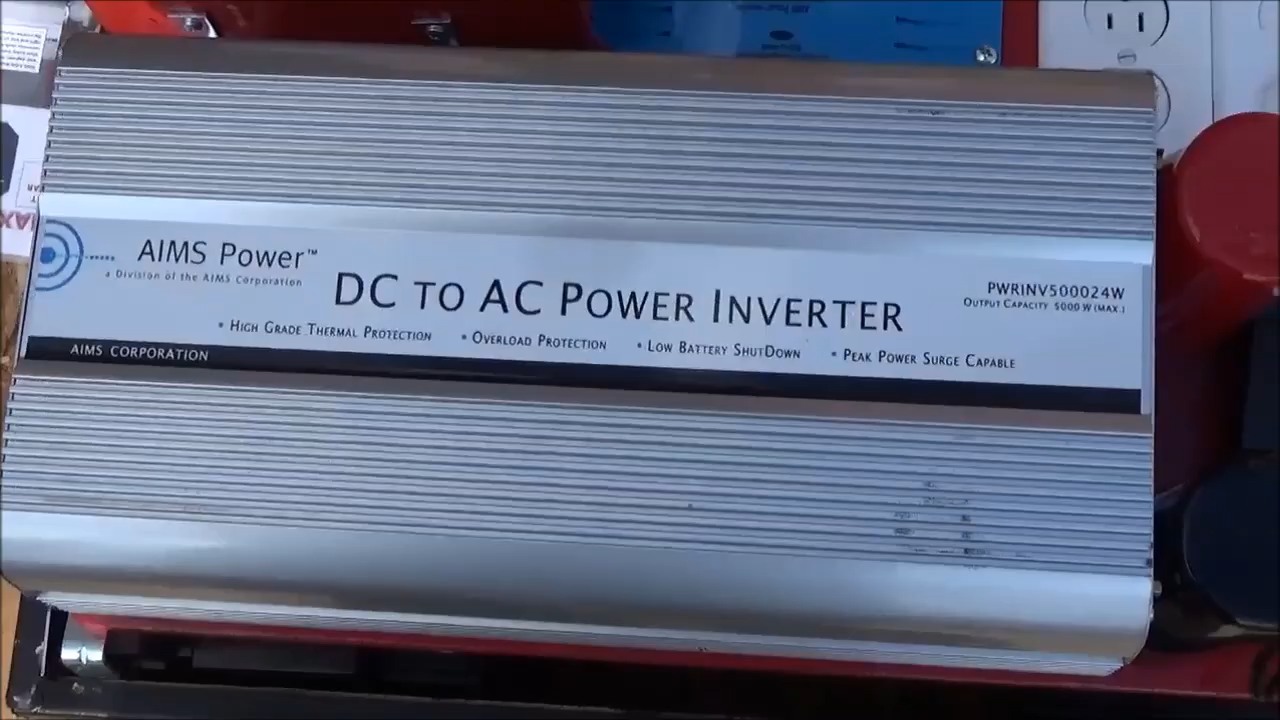 AIMS Power™
a Division of the AIMS Corporation
DC TO AC POWER INVERTER
PWRINV500024W
OUTPUT CAPACITY 5000 W (MAX.)
• HIGH GRADE THERMAL PROTECTION • OVERLOAD PROTECTION • LOW BATTERY SHUTDOWN • PEAK POWER SURGE CAPABLE
AIMS CORPORATION